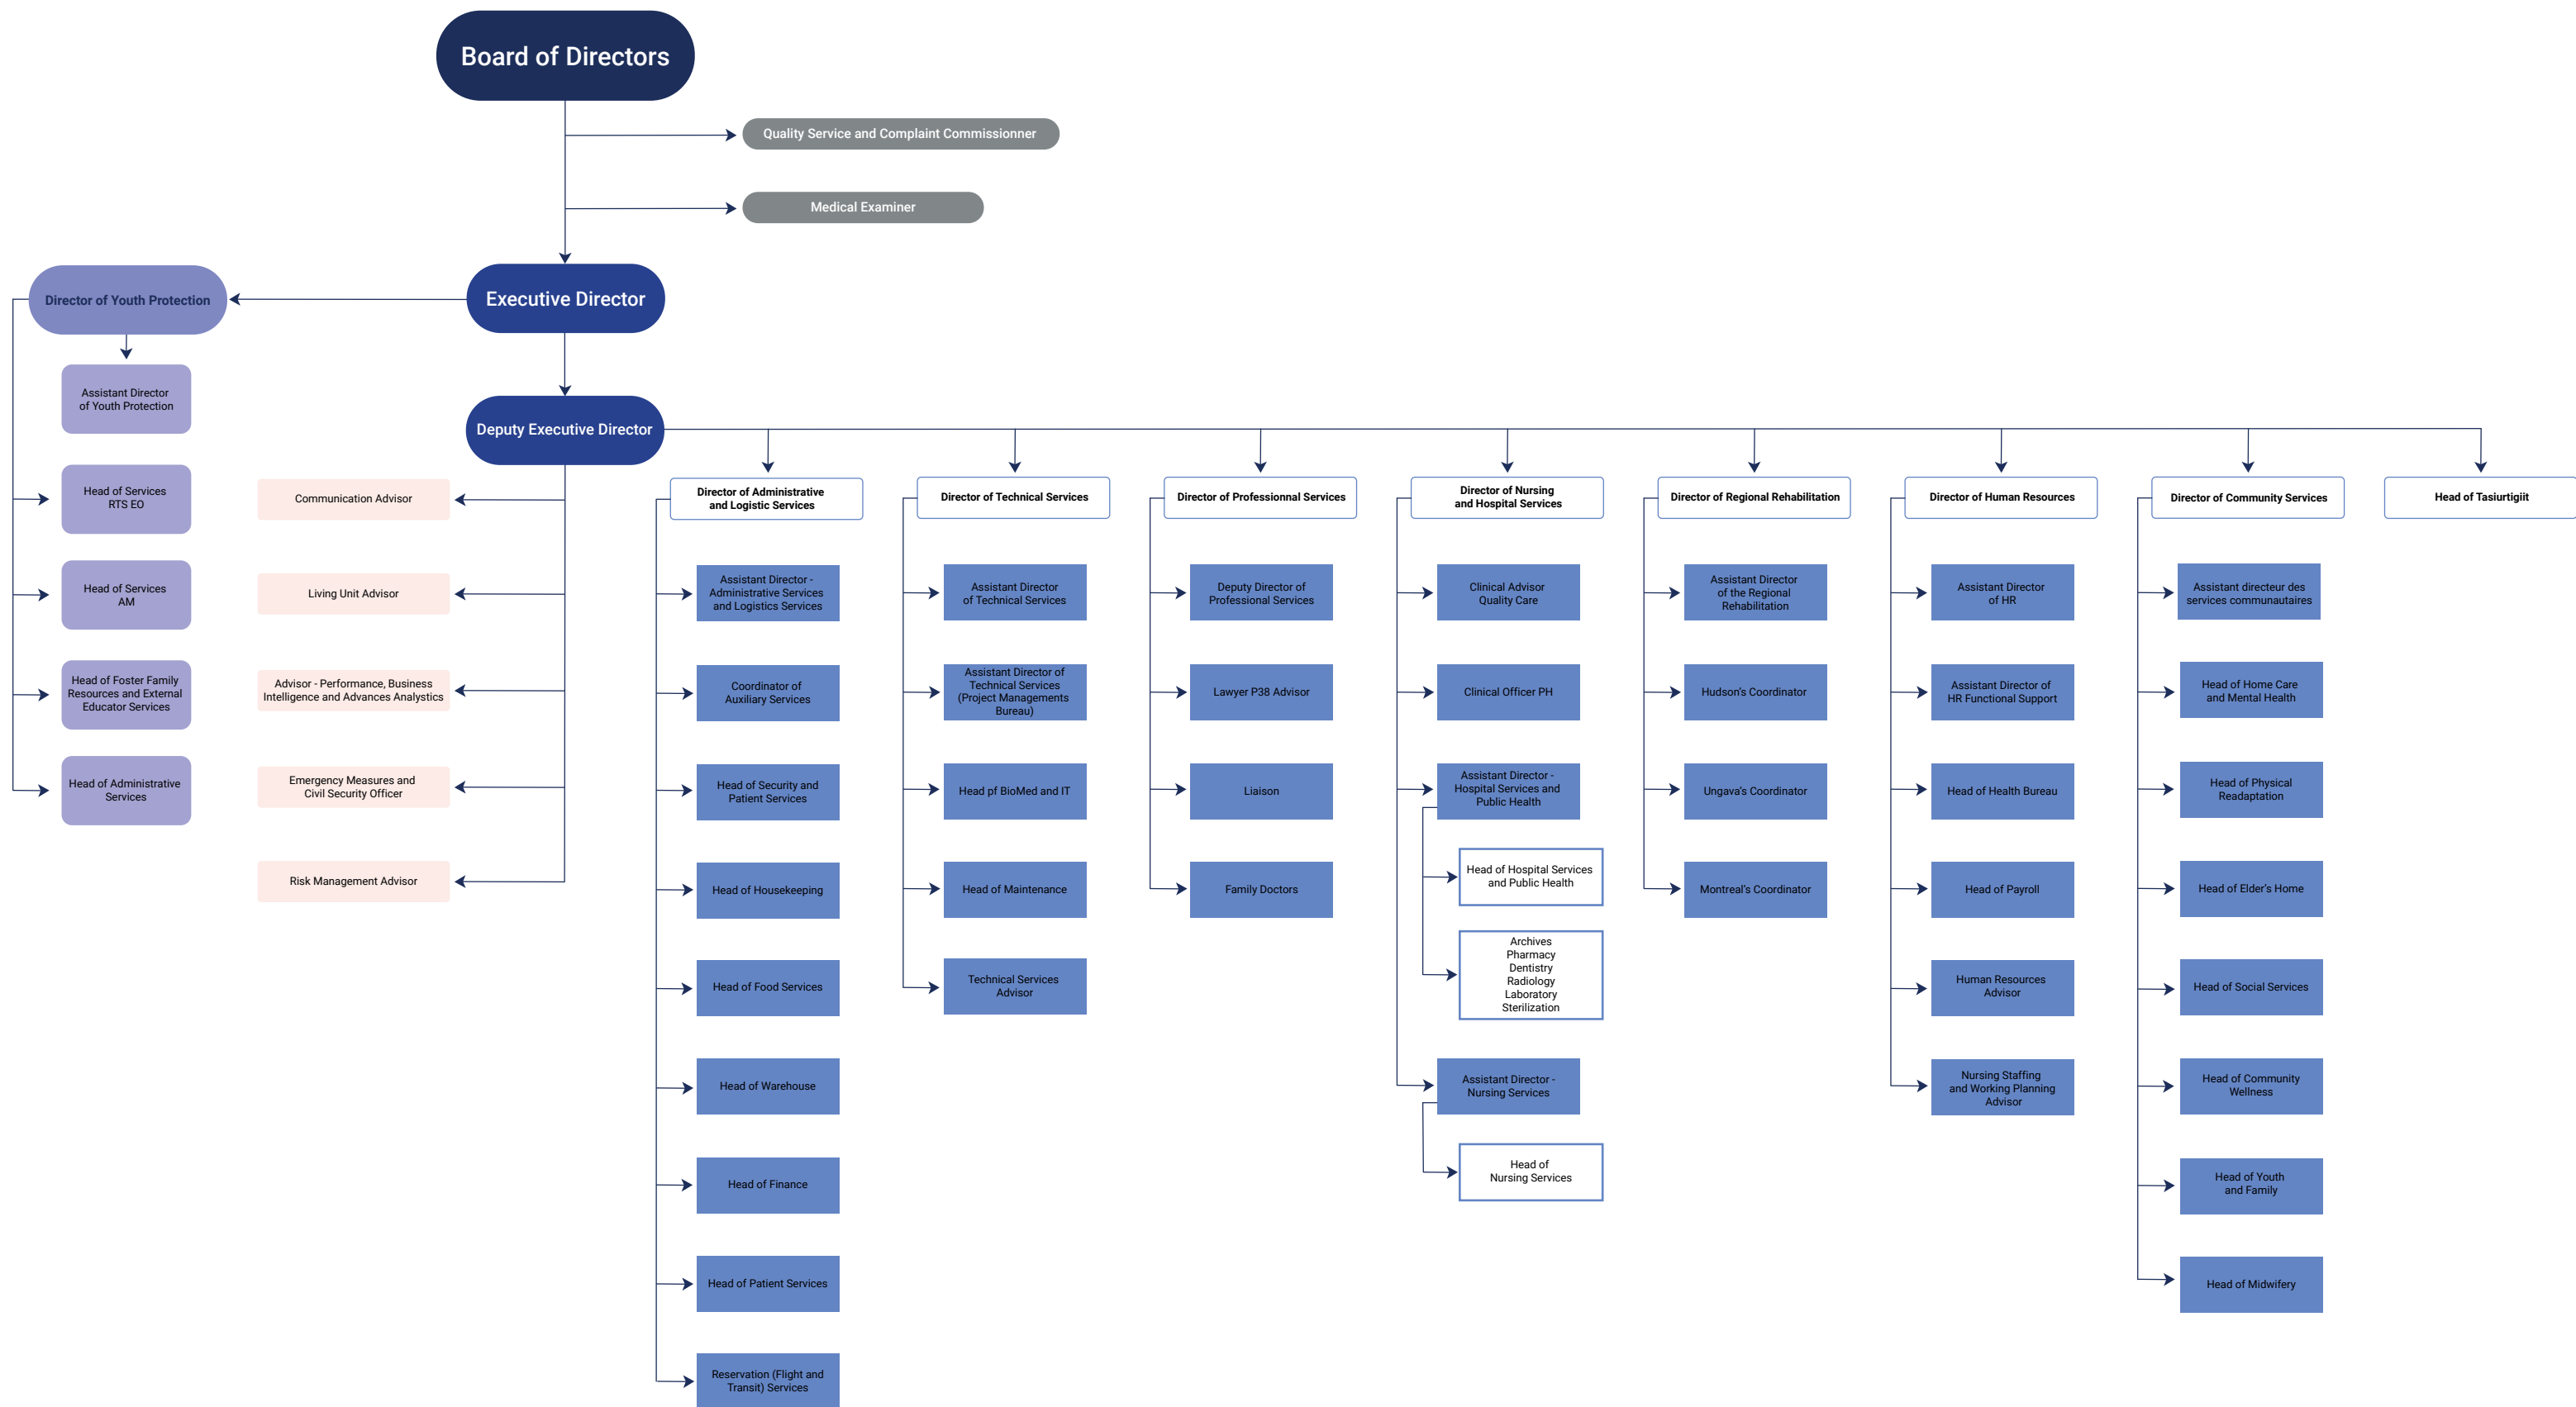 Board of Directors
Quality Service and Complaint Commissionner
Medical Examiner
Executive Director
Director of Youth Protection
Assistant Director
of Youth Protection
Head of Services
RTS EO
Head of Services
AM
Head of Foster Family
Resources and External
Educator Services
Head of Administrative
Services
Deputy Executive Director
Communication Advisor
Living Unit Advisor
Advisor - Performance, Business
Intelligence and Advances Analystics
Emergency Measures and
Civil Security Officer
Risk Management Advisor
Director of Administrative
and Logistic Services
Assistant Director -
Administrative Services
and Logistics Services
Coordinator of
Auxiliary Services
Head of Security and
Patient Services
Head of Housekeeping
Head of Food Services
Head of Warehouse
Head of Finance
Head of Patient Services
Reservation (Flight and
Transit) Services
Director of Technical Services
Assistant Director
of Technical Services
Assistant Director of
Technical Services
(Project Managements
Bureau)
Head pf BioMed and IT
Head of Maintenance
Technical Services
Advisor
Director of Professionnal Services
Deputy Director of
Professional Services
Lawyer P38 Advisor
Liaison
Family Doctors
Director of Nursing
and Hospital Services
Clinical Advisor
Quality Care
Clinical Officer PH
Assistant Director -
Hospital Services and
Public Health
Head of Hospital Services
and Public Health
Archives
Pharmacy
Dentistry
Radiology
Laboratory
Sterilization
Assistant Director -
Nursing Services
Head of
Nursing Services
Director of Regional Rehabilitation
Assistant Director
of the Regional
Rehabilitation
Hudson's Coordinator
Ungava's Coordinator
Montreal's Coordinator
Director of Human Resources
Assistant Director
of HR
Assistant Director of
HR Functional Support
Head of Health Bureau
Head of Payroll
Human Resources
Advisor
Nursing Staffing
and Working Planning
Advisor
Director of Community Services
Assistant directeur des
services communautaires
Head of Home Care
and Mental Health
Head of Physical
Readaptation
Head of Elder's Home
Head of Social Services
Head of Community
Wellness
Head of Youth
and Family
Head of Midwifery
Head of Tasiurtigiit